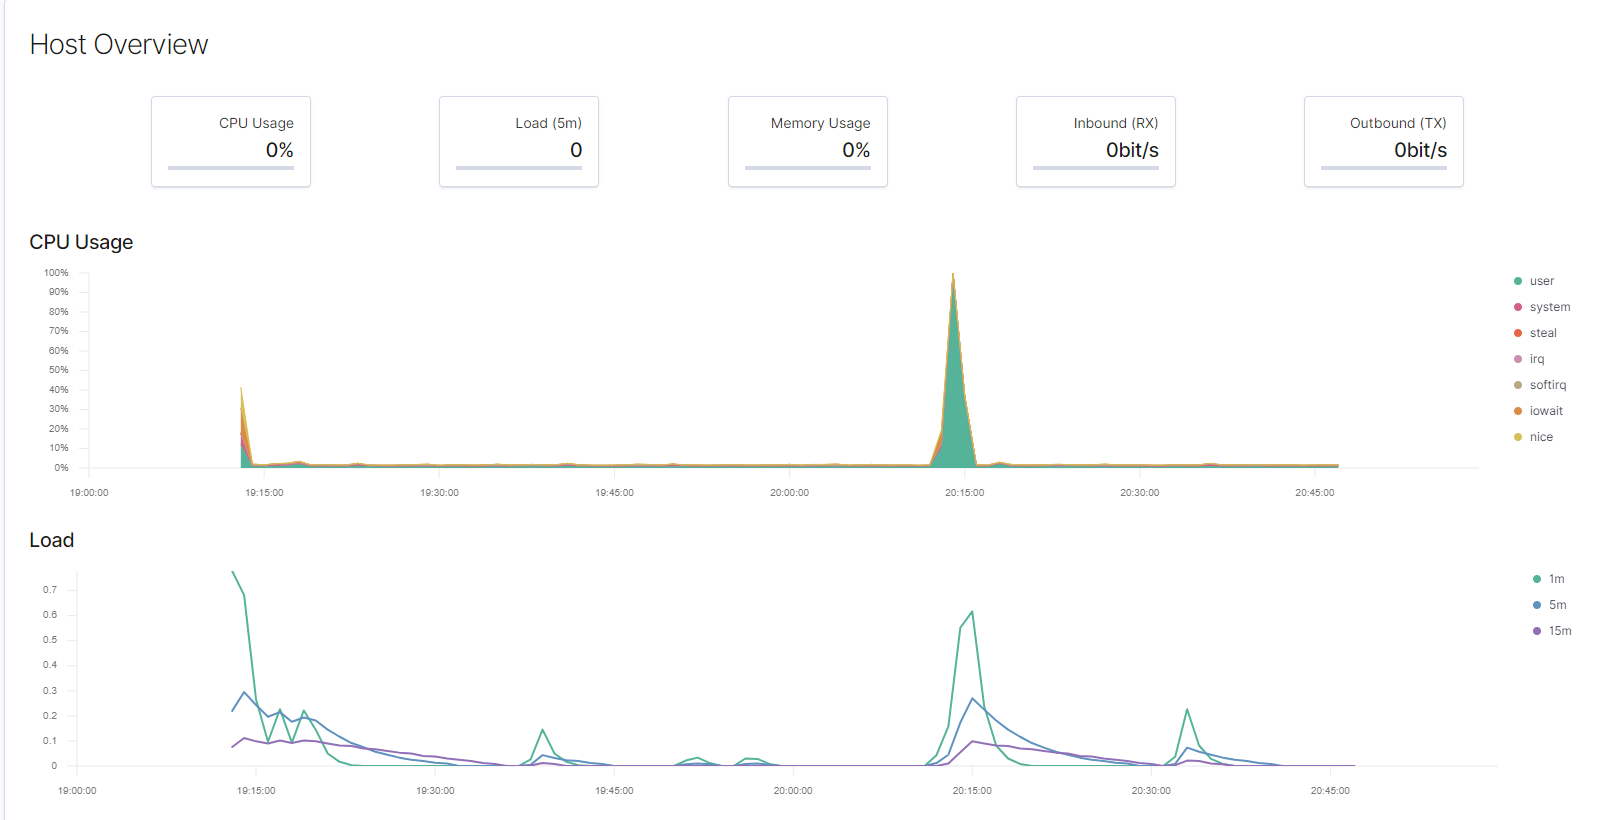 Host Overview
CPU Usage
0%
Load (5m)
0
Memory Usage
0%
Inbound (RX)
0bit/s
Outbound (TX)
0bit/s
CPU Usage
100%
90%
80%
70%
60%
50%
40%
30%
20%
10%
0%
19:00:00
19:15:00
19:30:00
19:45:00
20:00:00
20:15:00
20:30:00
20:45:00
user
system
steal
irq
softirq
iowait
nice
Load
0.7
0.6
0.5
0.4
0.3
0.2
0.1
0
19:00:00
19:15:00
19:30:00
19:45:00
20:00:00
20:15:00
20:30:00
20:45:00
1m
5m
15m